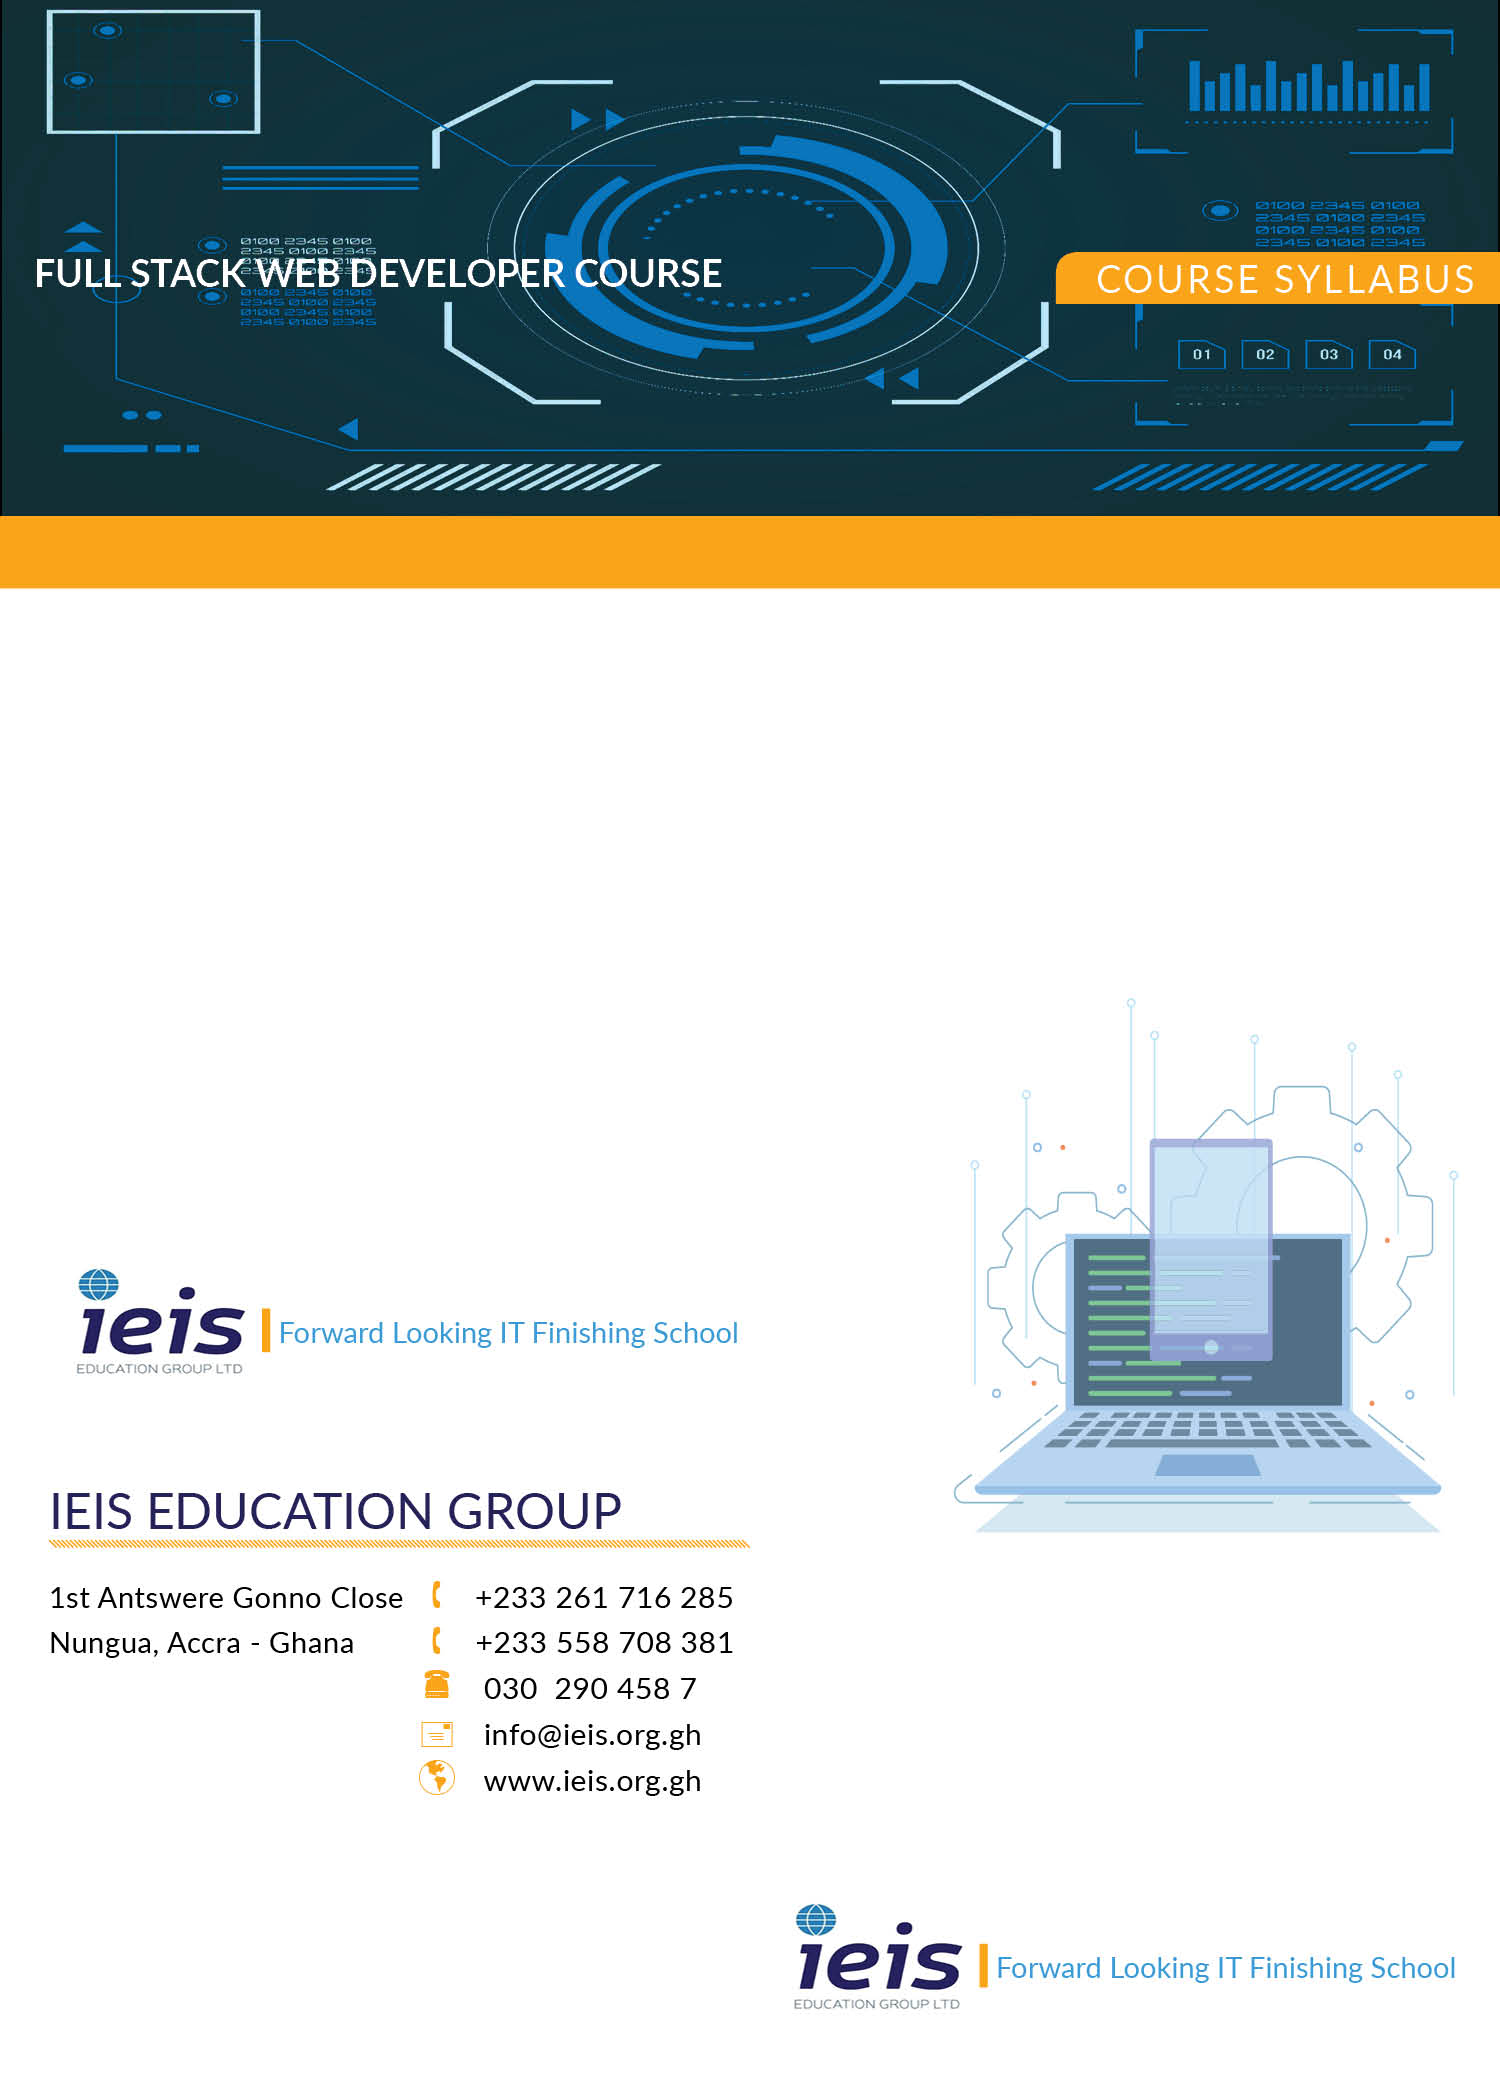 0100 2345 0100
2345 0100 2345
0100 2345 0100
2345 0100 2345
FULL STACK WEB DEVELOPER COURSE
COURSE SYLLABUS
0100 2345 0100
2345 0100 2345
0100 2345 0100
2345 0100 2345
0100 2345 0100
2345 0100 2345
01 02 03 04
ieis
EDUCATION GROUP LTD
Forward Looking IT Finishing School
IEIS EDUCATION GROUP
1st Antswere Gonno Close
Nungua, Accra - Ghana
+233 261 716 285
+233 558 708 381
030 290 458 7
info@ieis.org.gh
www.ieis.org.gh
ieis
EDUCATION GROUP LTD
Forward Looking IT Finishing School